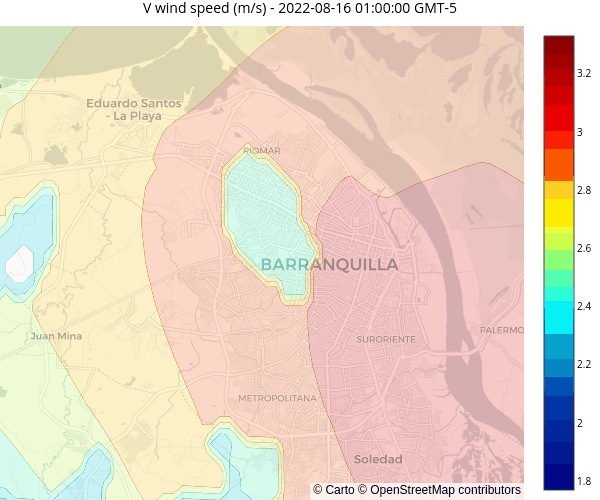 V wind speed (m/s) - 2022-08-16 01:00:00 GMT-5
3.2
Eduardo Santos
- La Playa
3
RIOMAR
2.8
2.6
BARRANQUILLA
2.4
Juan Mina
SURORIENTE
PALERMO
2.2
METROPOLITANA
2
Soledad
1.8
© Carto © OpenStreetMap contributors